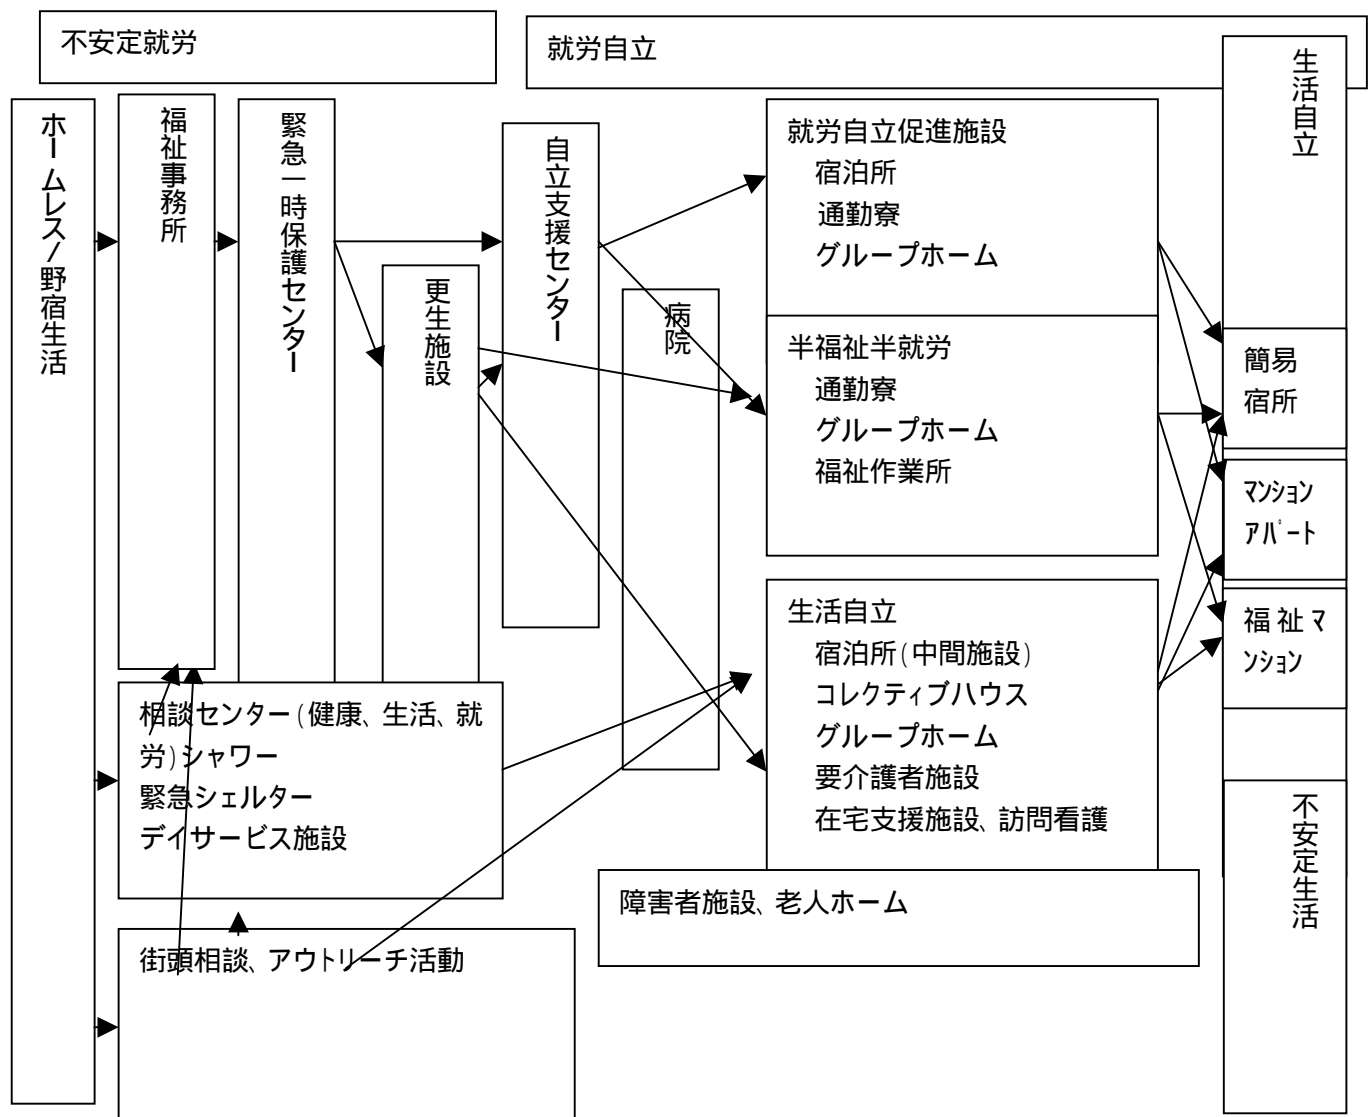 不安定就労
就労自立
生活自立
ホームレス/野宿生活
福祉事務所
緊急一時保護センター
更生施設
自立支援センター
病院
就労自立促進施設
宿泊所
通勤寮
グループホーム
半福祉半就労
通勤寮
グループホーム
福祉作業所
生活自立
宿泊所(中間施設)
コレクティブハウス
グループホーム
要介護者施設
在宅支援施設、訪問看護
障害者施設、老人ホーム
簡易
宿所
マンション
アパート
福祉マ
ンション
不安定生活
相談センター(健康、生活、就
労)シャワー
緊急シェルター
デイサービス施設
街頭相談、アウトリーチ活動